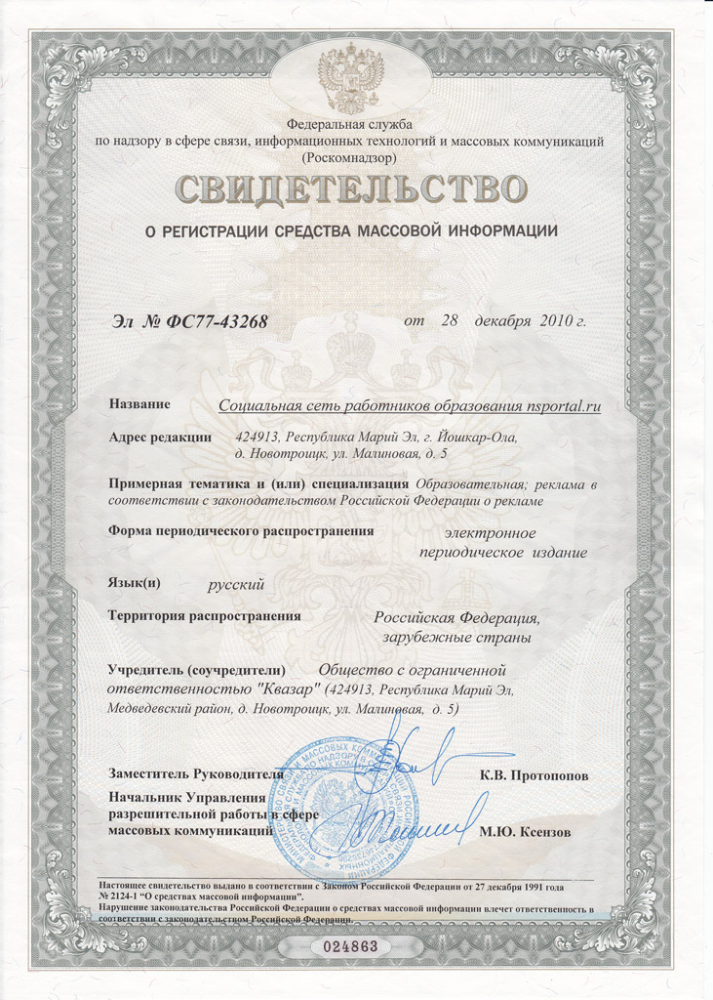 Федеральная служба
по надзору в сфере связи, информационных технологий и массовых коммуникаций
(Роскомнадзор)
СВИДЕТЕЛЬСТВО
О РЕГИСТРАЦИИ СРЕДСТВА МАССОВОЙ ИНФОРМАЦИИ
Эл № ФС77-43268 от 28 декабря 2010 г.
Название Социальная сеть работников образования nsportal.ru
Адрес редакции 424913, Республика Марий Эл, г. Йошкар-Ола,
д. Новотроицк, ул. Малиновая, д. 5
Примерная тематика и (или) специализация Образовательная; реклама в
соответствии с законодательством Российской Федерации о рекламе
Форма периодического распространения электронное
периодическое издание
Язык(и) русский
Территория распространения Российская Федерация,
зарубежные страны
Учредитель (соучредители) Общество с ограниченной
ответственностью "Квазар" (424913, Республика Марий Эл,
Медведевский район, д. Новотроицк, ул. Малиновая, д. 5)
Заместитель Руководителя К.В. Протопопов
Начальник Управления
разрешительной работы в сфере
массовых коммуникаций М.Ю. Ксензов
Настоящее свидетельство выдано в соответствии с Законом Российской Федерации от 27 декабря 1991 года
№ 2124-1 “О средствах массовой информации”.
Нарушение законодательства Российской Федерации о средствах массовой информации влечет ответственность в
соответствии с законодательством Российской Федерации.
024863